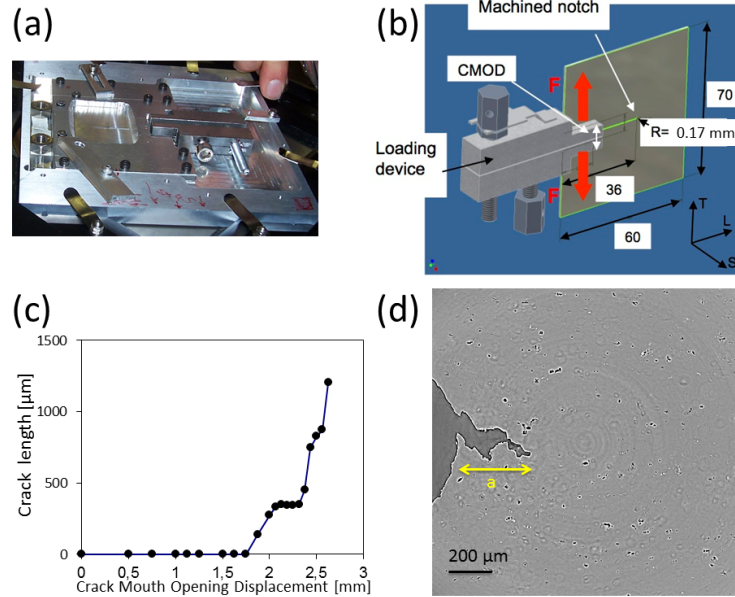 (a)
(b)
Machined notch
CMOD
F
70
Loading
device
R= 0.17 mm
36
F
60
T
L
S
(c)
1500
1000
500
0
Crack length [µm]
0
0,5
1
1,5
2
2,5
3
Crack Mouth Opening Displacement [mm]
(d)
a
200 µm